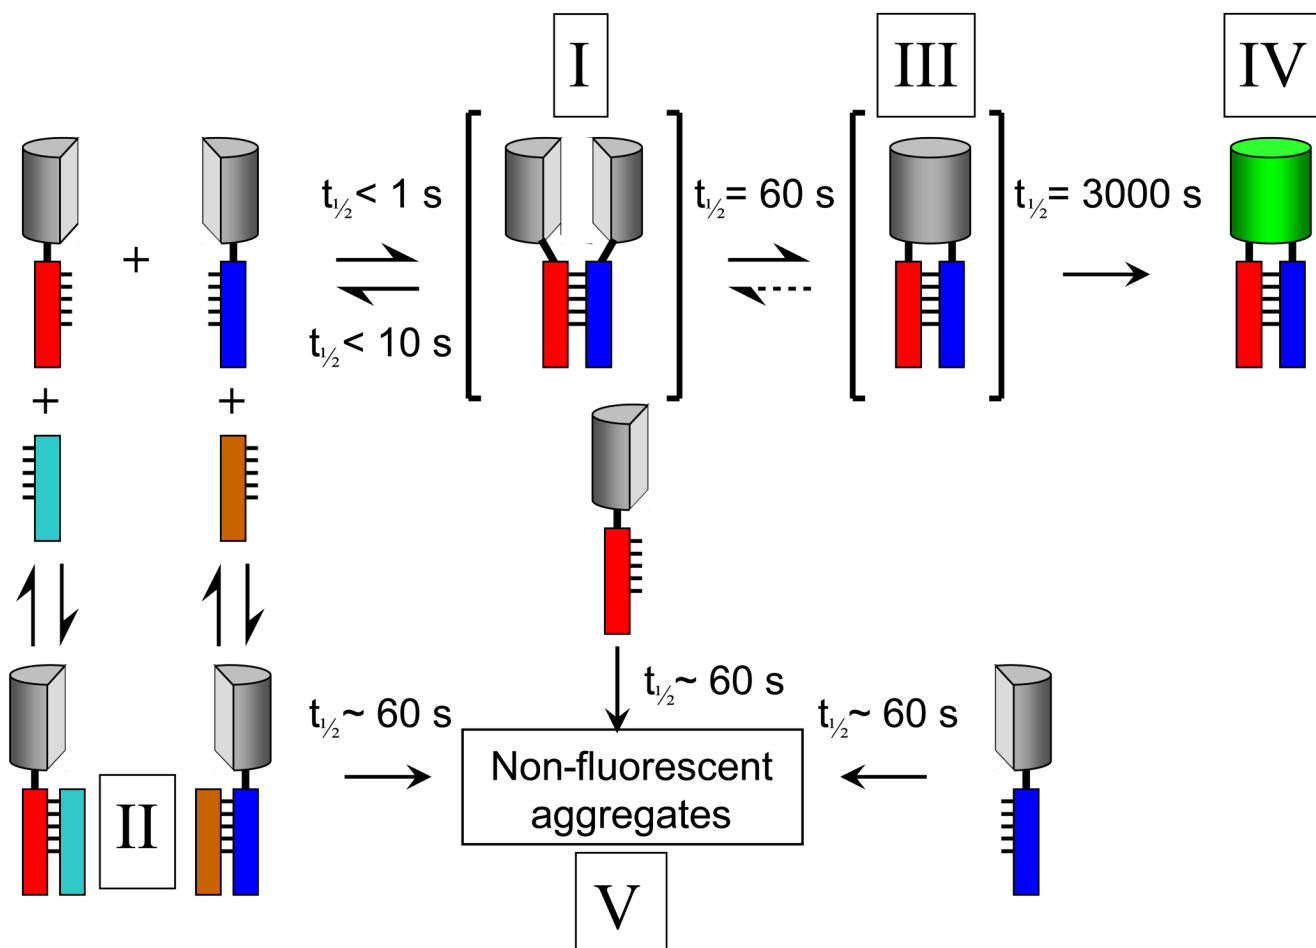 I
III
IV
t½< 1 s
t½= 60 s
t½= 3000 s
+
t½< 10 s
+
+
t½~ 60 s
t½~ 60 s
t½~ 60 s
Non-fluorescent
aggregates
II
V